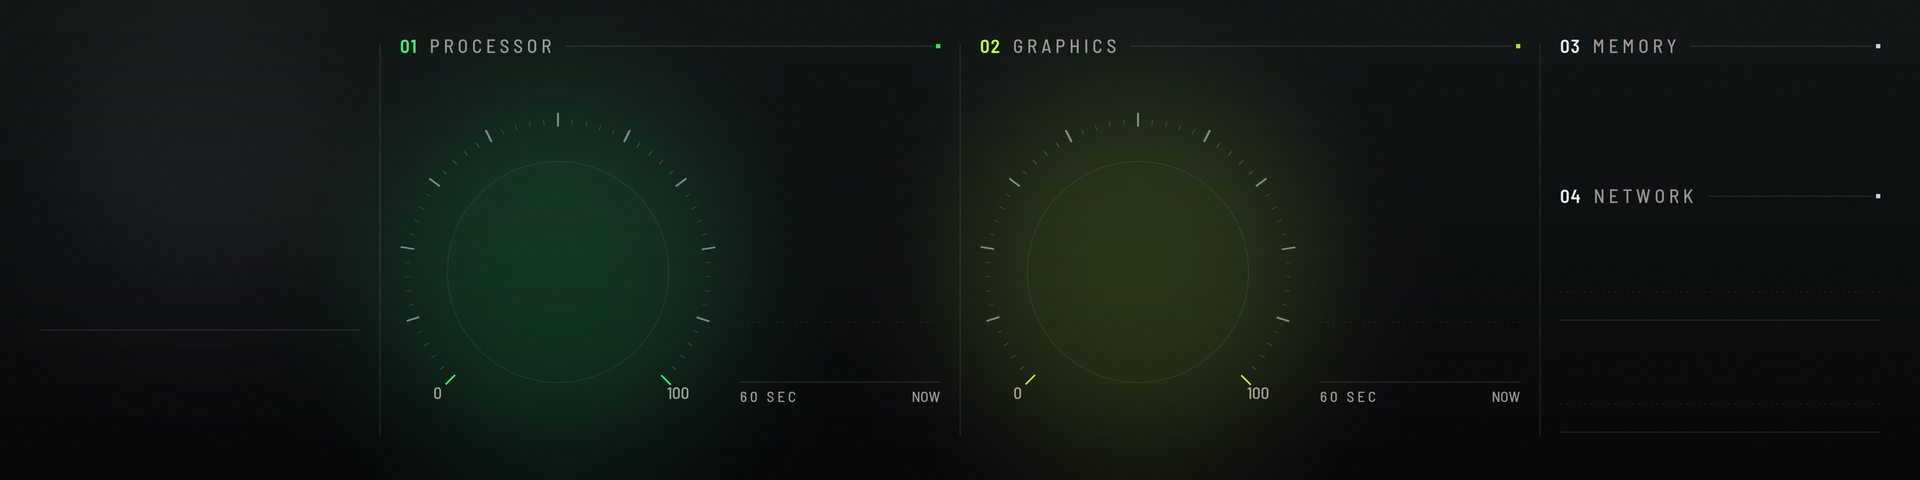 01 PROCESSOR
0
100
60 SEC
NOW
02 GRAPHICS
0
100
60 SEC
NOW
03 MEMORY
04 NETWORK